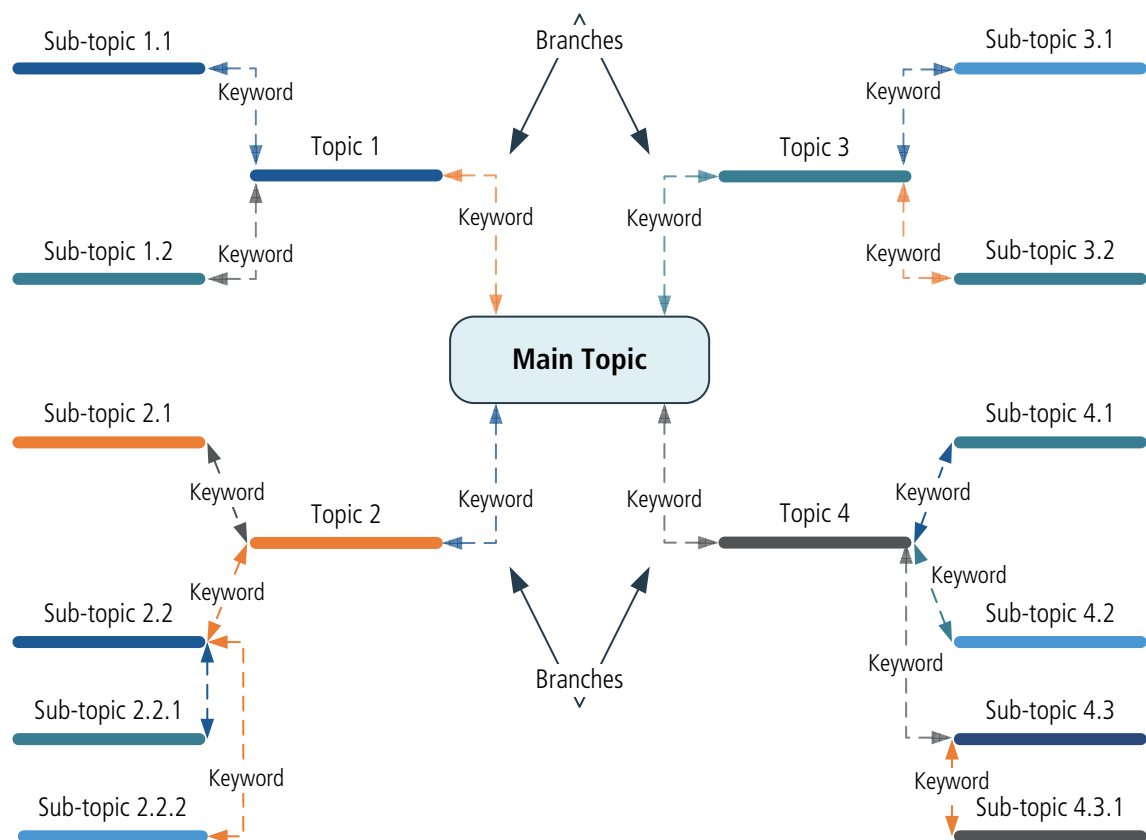 Sub-topic 1.1
Branches
Sub-topic 3.1
Keyword
Keyword
Topic 1
Topic 3
Keyword
Keyword
Sub-topic 1.2
Keyword
Keyword
Sub-topic 3.2
Main Topic
Sub-topic 2.1
Sub-topic 4.1
Keyword
Keyword
Keyword
Keyword
Topic 2
Topic 4
Keyword
Keyword
Sub-topic 2.2
Sub-topic 4.2
Keyword
Branches
Sub-topic 2.2.1
Sub-topic 4.3
Keyword
Keyword
Sub-topic 2.2.2
Sub-topic 4.3.1